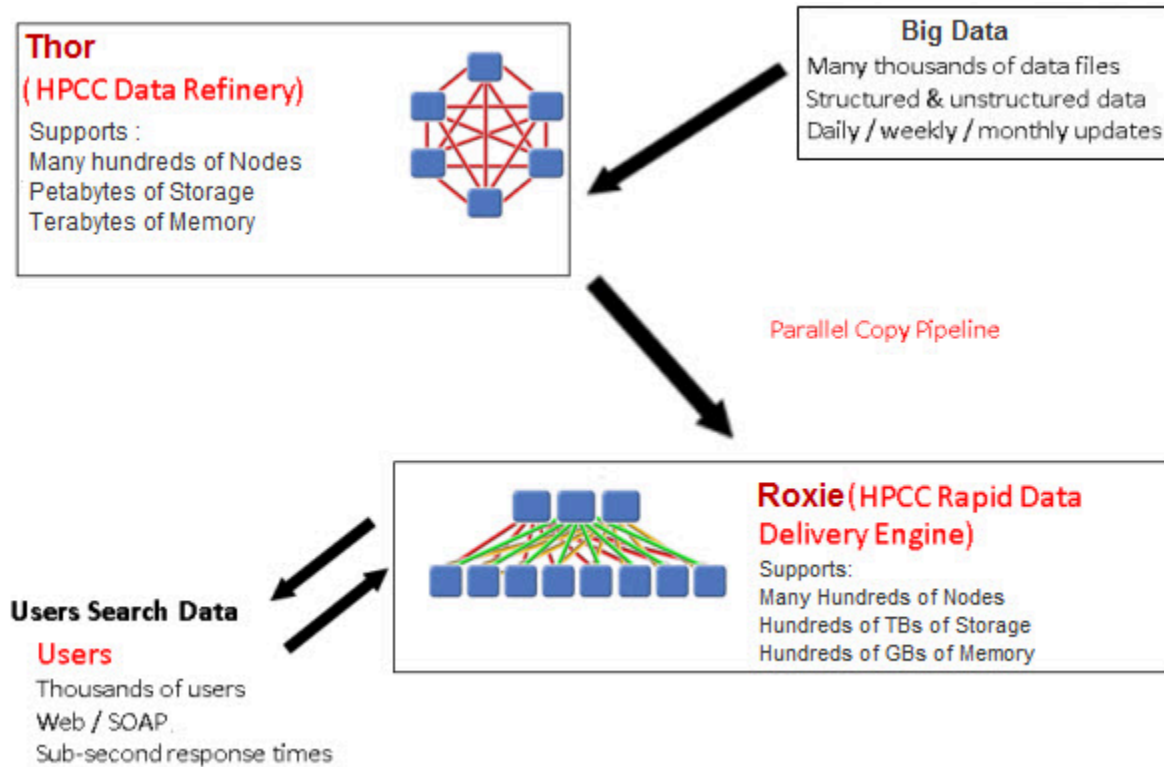 Thor
( HPCC Data Refinery)
Supports :
Many hundreds of Nodes
Petabytes of Storage
Terabytes of Memory
Big Data
Many thousands of data files
Structured & unstructured data
Daily / weekly / monthly updates
Parallel Copy Pipeline
Roxie(HPCC Rapid Data
Delivery Engine)
Supports:
Many Hundreds of Nodes
Hundreds of TBs of Storage
Hundreds of GBs of Memory
Users Search Data
Users
Thousands of users
Web / SOAP
Sub-second response times